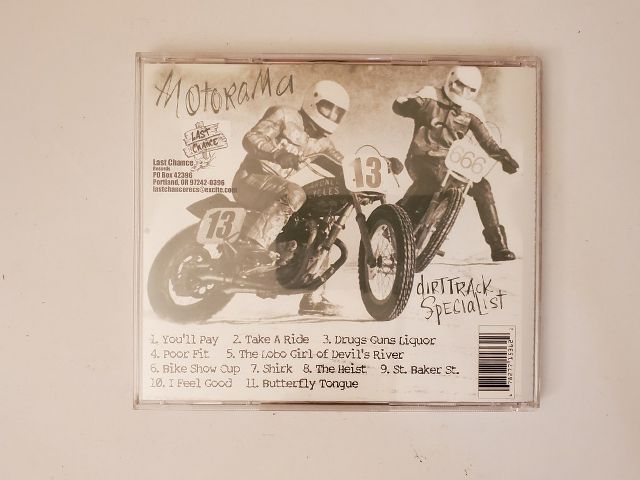 Motorama
LAST
CHANCE
Last Chance
Records
PO Box 42396
Portland, OR 97242-0396
lastchancerecs@excite.com
13
666
13
CYCLES
dirttrack
Specialist
1. You'll Pay 2. Take A Ride 3. Drugs Guns Liquor
4. Poor Fit 5. The Lobo Girl of Devil's River
6. Bike Show Cup 7. Shirk 8. The Heist 9. St. Baker St.
10. I Feel Good 11. Butterfly Tongue